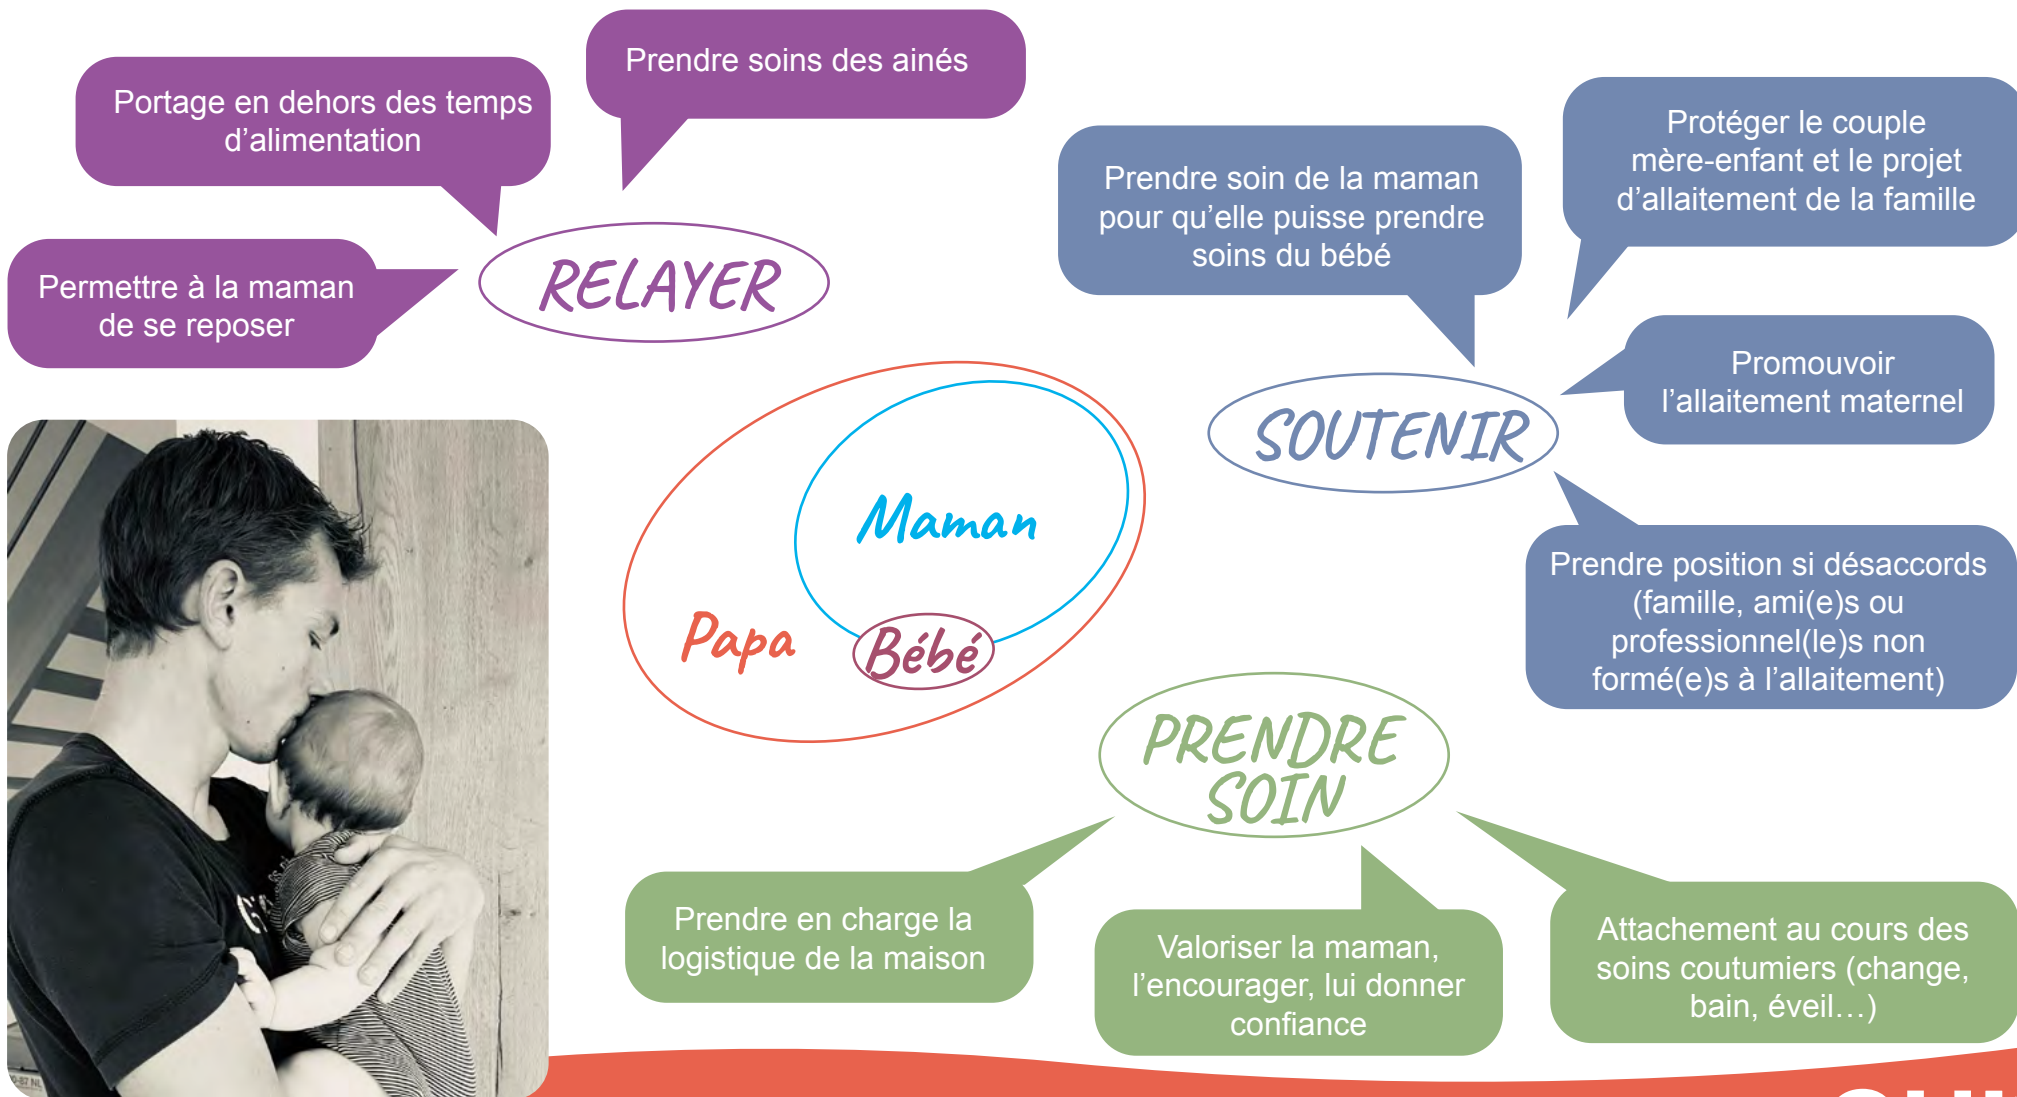 Prendre soins des ainés
Portage en dehors des temps
d’alimentation
Permettre à la maman
de se reposer
RELAYER
Prendre soin de la maman
pour qu’elle puisse prendre
soins du bébé
Protéger le couple
mère-enfant et le projet
d’allaitement de la famille
Promouvoir
l’allaitement maternel
SOUTENIR
Prendre position si désaccords
(famille, ami(e)s ou
professionnel(le)s non
formé(e)s à l’allaitement)
Maman
Papa
Bébé
PRENDRE
SOIN
Prendre en charge la
logistique de la maison
Valoriser la maman,
l’encourager, lui donner
confiance
Attachement au cours des
soins coutumiers (change,
bain, éveil…)